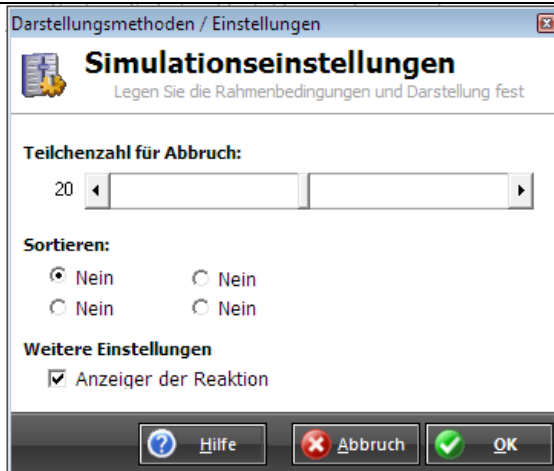 Darstellungsmethoden / Einstellungen
Simulationseinstellungen
Legen Sie die Rahmenbedingungen und Darstellung fest
Teilchenzahl für Abbruch:
20
Sortieren:
Nein Nein
Nein Nein
Weitere Einstellungen
Anzeiger der Reaktion
Hilfe Abbruch OK